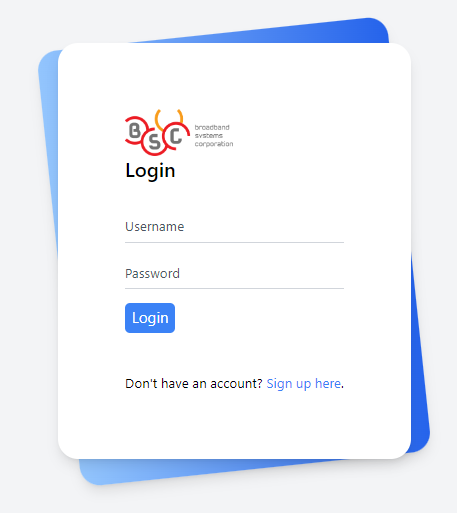 BSC
broadband
systems
corporation
Login
Username
Password
Login
Don't have an account? Sign up here.